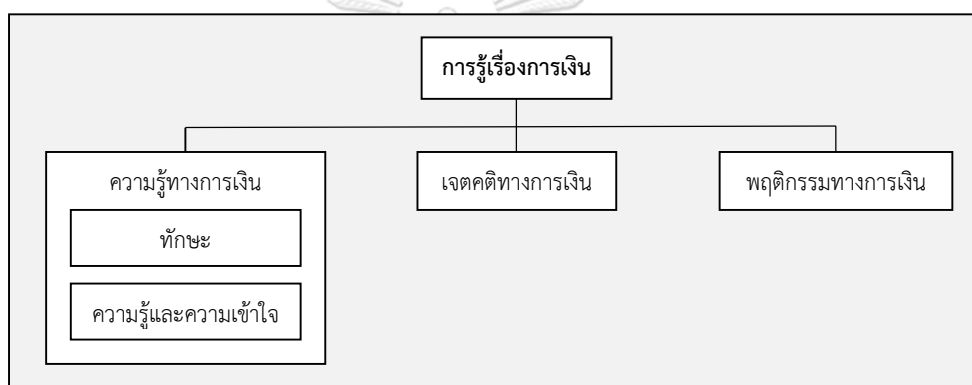 การรู้เรื่องการเงิน
ความรู้ทางการเงิน
ทักษะ
ความรู้และความเข้าใจ
เจตคติทางการเงิน
พฤติกรรมทางการเงิน